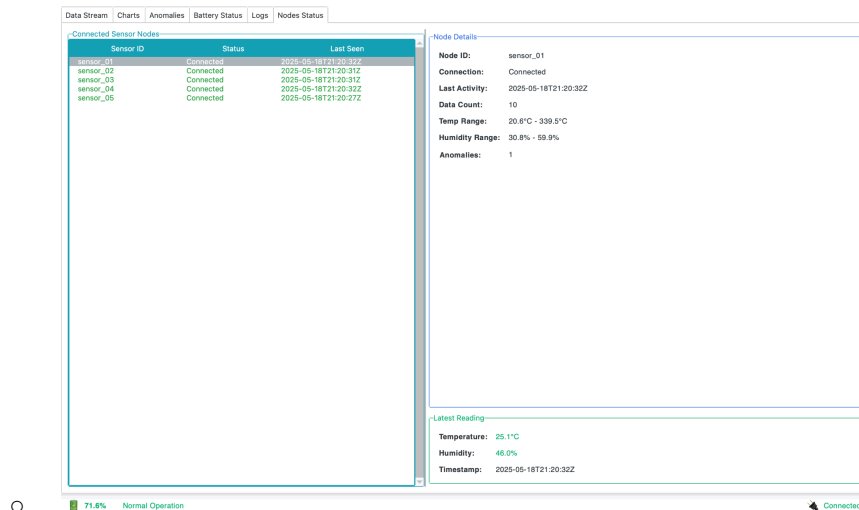 Data Stream Charts Anomalies Battery Status Logs Nodes Status
Connected Sensor Nodes
Sensor ID Status Last Seen
sensor_01 Connected 2025-05-18T21:20:32Z
sensor_02 Connected 2025-05-18T21:20:31Z
sensor_03 Connected 2025-05-18T21:20:31Z
sensor_04 Connected 2025-05-18T21:20:32Z
sensor_05 Connected 2025-05-18T21:20:27Z
Node Details
Node ID: sensor_01
Connection: Connected
Last Activity: 2025-05-18T21:20:32Z
Data Count: 10
Temp Range: 20.6°C - 339.5°C
Humidity Range: 30.8% - 59.9%
Anomalies: 1
Latest Reading
Temperature: 25.1°C
Humidity: 46.0%
Timestamp: 2025-05-18T21:20:32Z
71.6% Normal Operation
Connected